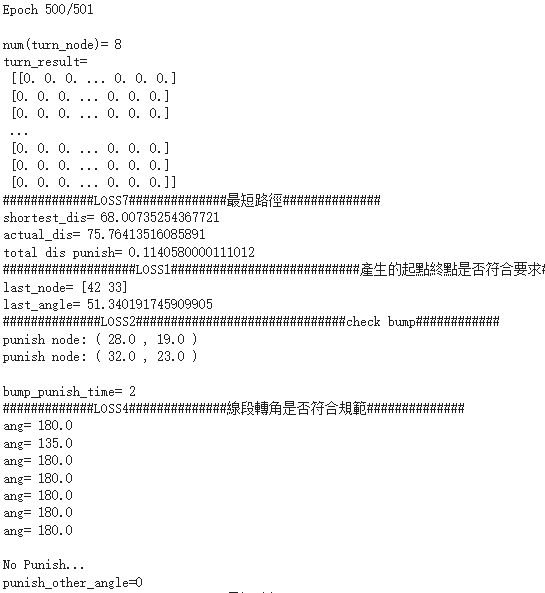 Epoch 500/501
num(turn_node)= 8
turn_result=
[[0. 0. 0. ... 0. 0. 0.]
[0. 0. 0. ... 0. 0. 0.]
[0. 0. 0. ... 0. 0. 0.]
...
[0. 0. 0. ... 0. 0. 0.]
[0. 0. 0. ... 0. 0. 0.]
[0. 0. 0. ... 0. 0. 0.]]
#############LOSS7##############最短路徑##############
shortest_dis= 68.00735254367721
actual_dis= 75.76413516085891
total dis punish= 0.1140580000111012
###################LOSS1###########################產生的起點終點是否符合要求#
last_node= [42 33]
last_angle= 51.340191745909905
##############LOSS2##############################check bump############
punish node: ( 28.0 , 19.0 )
punish node: ( 32.0 , 23.0 )
bump_punish_time= 2
#############LOSS4##############線段轉角是否符合規範##############
ang= 180.0
ang= 135.0
ang= 180.0
ang= 180.0
ang= 180.0
ang= 180.0
ang= 180.0
No Punish...
punish_other_angle=0